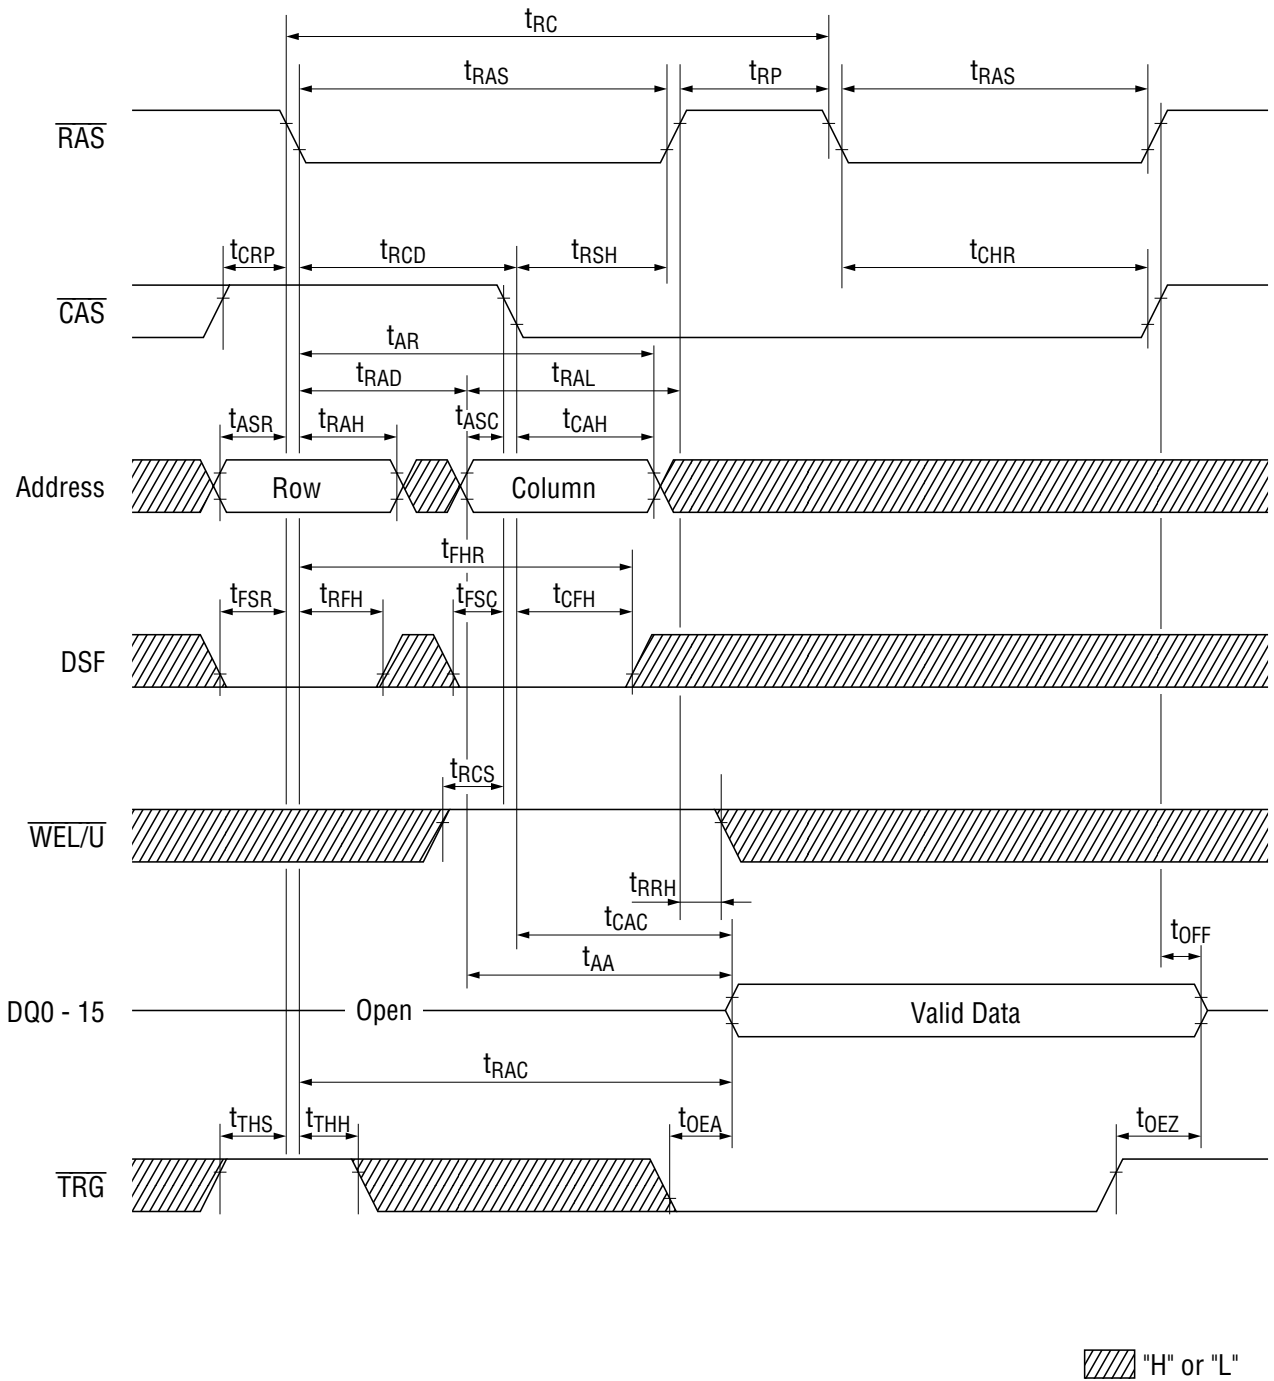 tRC
tRAS tRP tRAS
RAS
tCRP tRCD tRSH tCHR
CAS
tAR
tRAD tRAL
tASR tRAH tASC tCAH
Address Row Column
tFHR
tFSR tRFH tFSC tCFH
DSF
tRCS
WEL/U
tRRH
tCAC tOFF
tAA
DQ0 - 15 Open Valid Data
tRAC
tTHS tTHH tOEA tOEZ
TRG
"H" or "L"